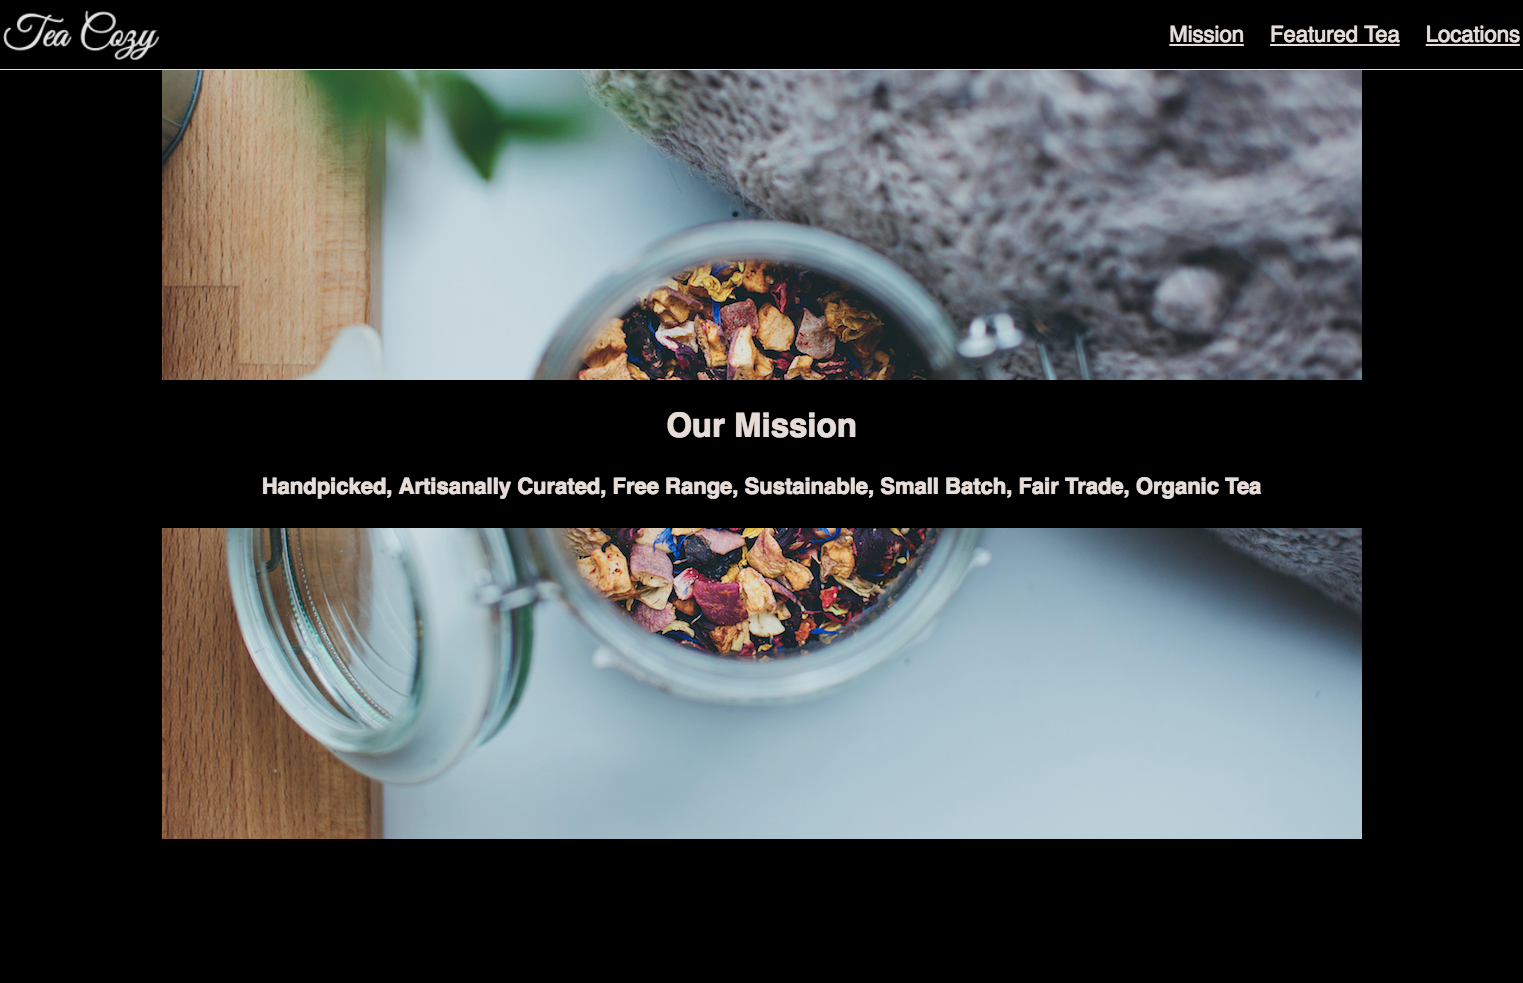 Tea Cozy
Mission Featured Tea Locations
Our Mission
Handpicked, Artisanally Curated, Free Range, Sustainable, Small Batch, Fair Trade, Organic Tea